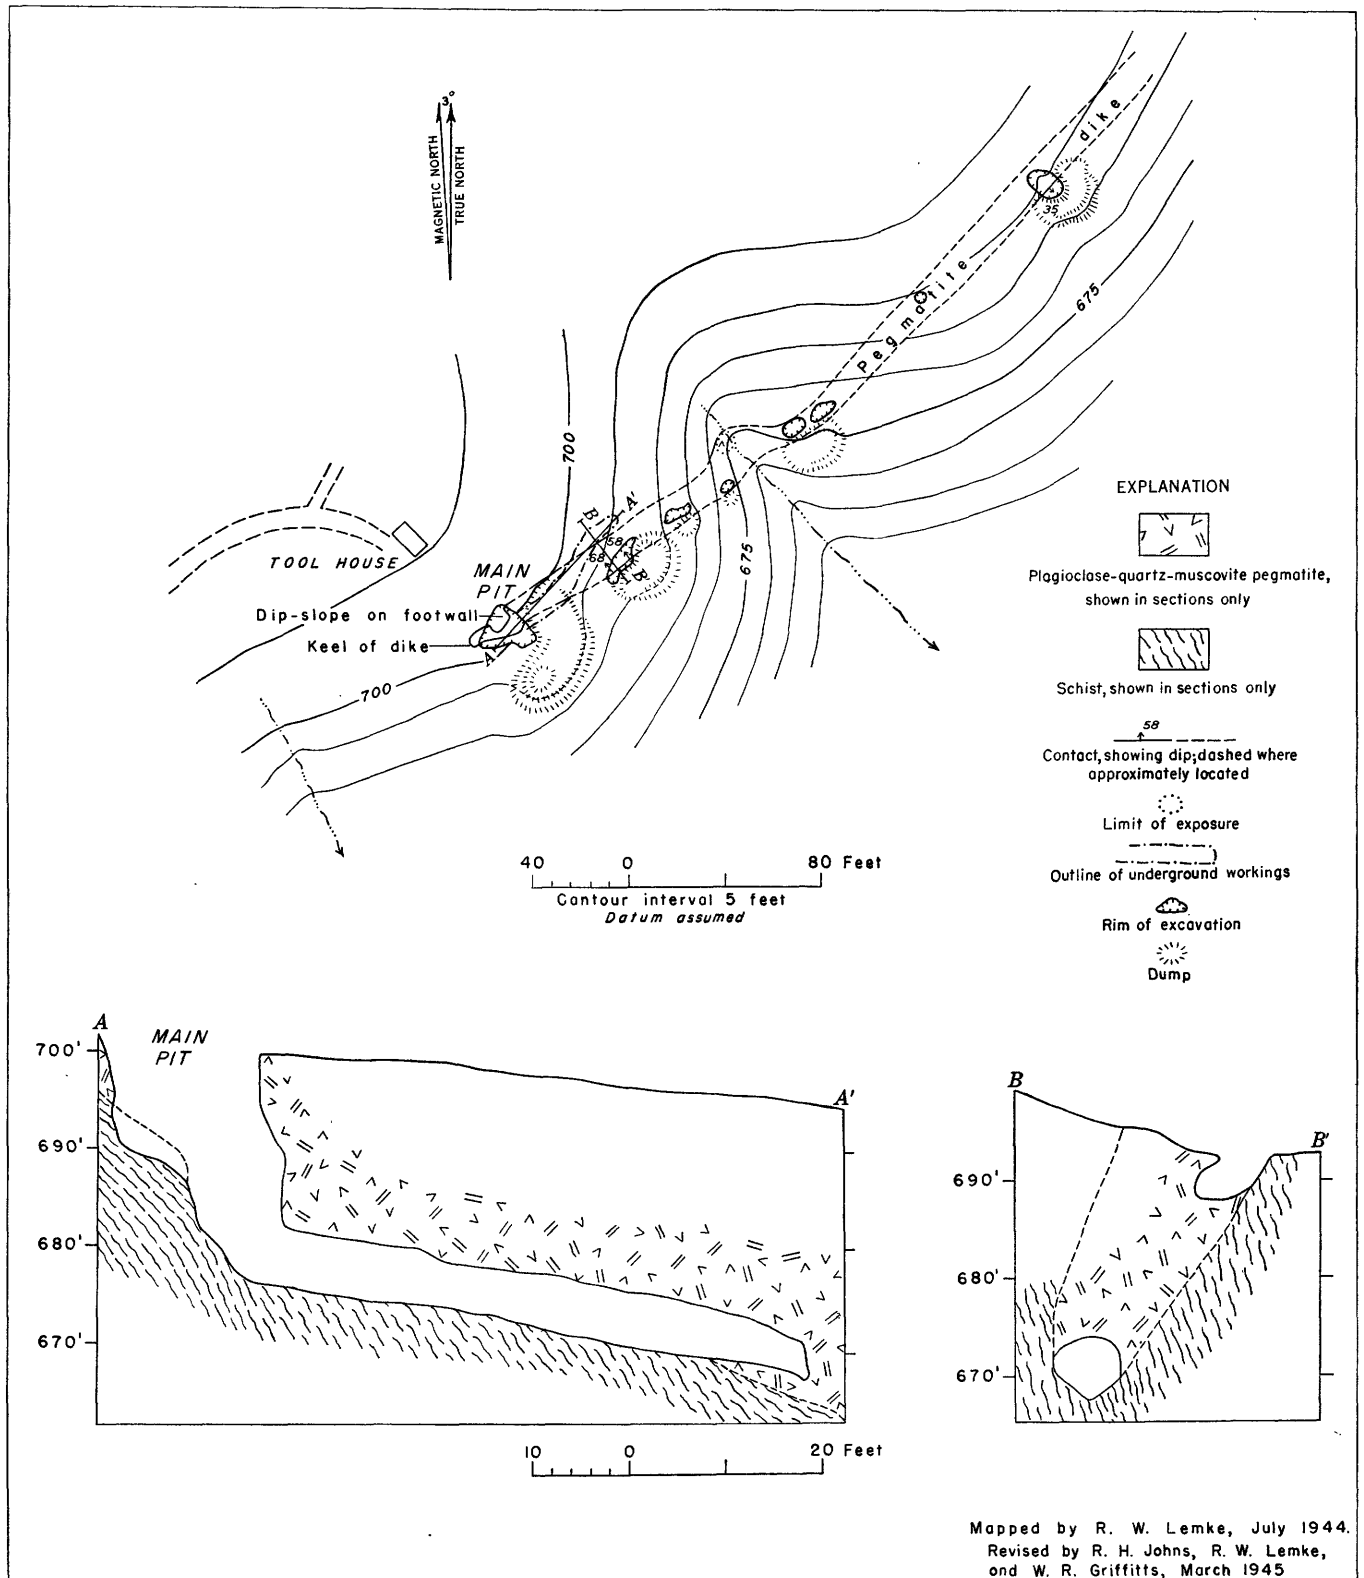 3°
MAGNETIC NORTH
TRUE NORTH
Pegmatite dike
35
675
700
B
A'
58
68
B'
675
TOOL HOUSE
MAIN
PIT
Dip-slope on footwall
Keel of dike
A
700
EXPLANATION
Plagioclase-quartz-muscovite pegmatite,
shown in sections only
Schist, shown in sections only
58
Contact, showing dip; dashed where
approximately located
Limit of exposure
Outline of underground workings
Rim of excavation
Dump
40 0 80 Feet
Contour interval 5 feet
Datum assumed
A
MAIN
PIT
A'
700'
690'
680'
670'
B
B'
690'
680'
670'
10 0 20 Feet
Mapped by R. W. Lemke, July 1944.
Revised by R. H. Johns, R. W. Lemke,
and W. R. Griffitts, March 1945